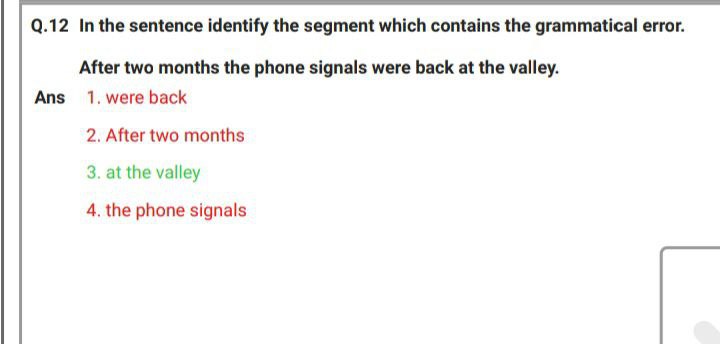 Q.12 In the sentence identify the segment which contains the grammatical error.
After two months the phone signals were back at the valley.
Ans 1. were back
2. After two months
3. at the valley
4. the phone signals